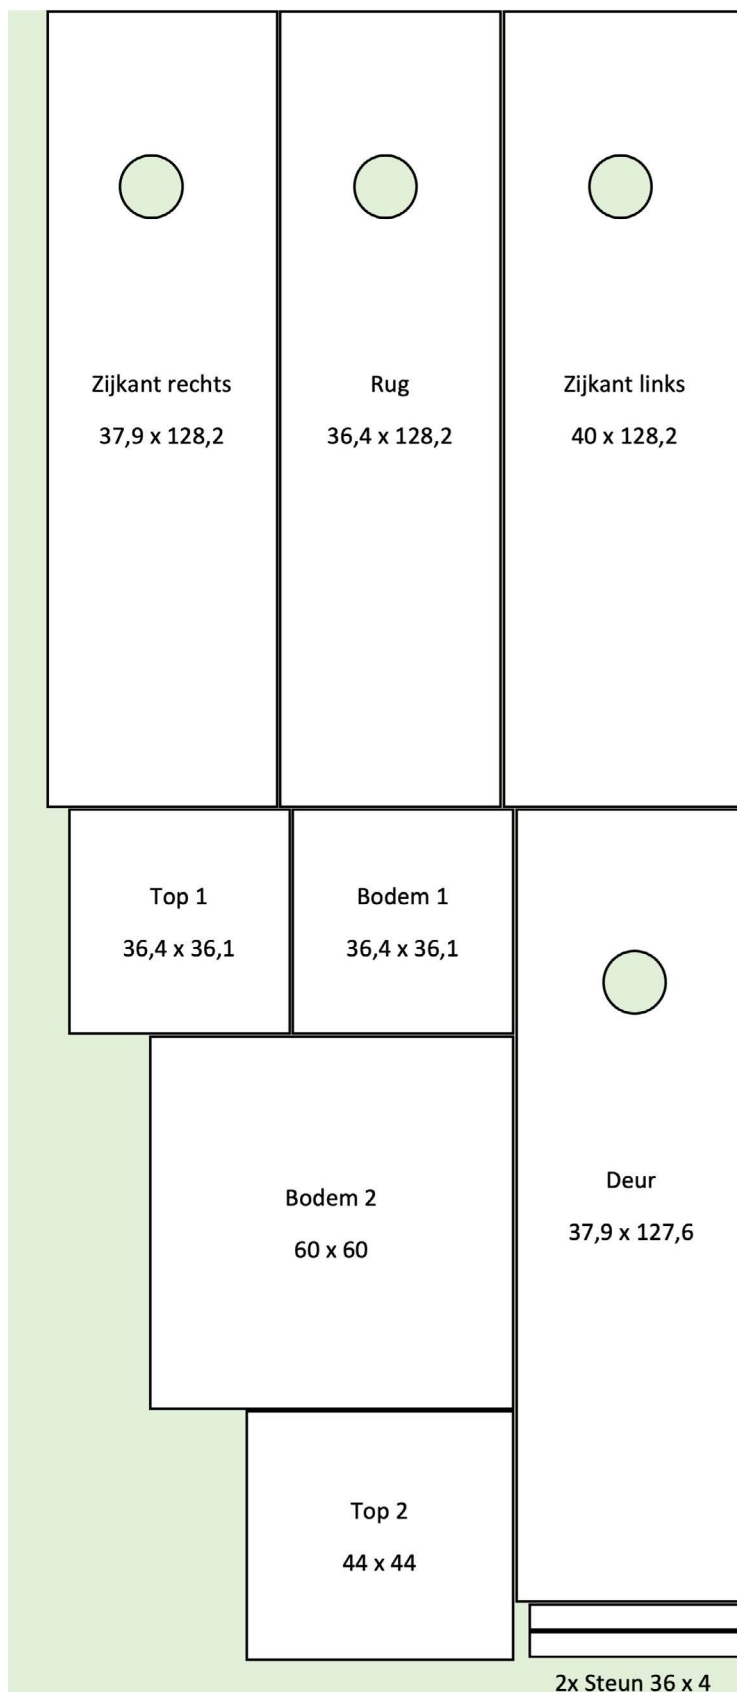 Zijkant rechts
37,9 x 128,2
Rug
36,4 x 128,2
Zijkant links
40 x 128,2
Top 1
36,4 x 36,1
Bodem 1
36,4 x 36,1
Deur
37,9 x 127,6
Bodem 2
60 x 60
Top 2
44 x 44
2x Steun 36 x 4